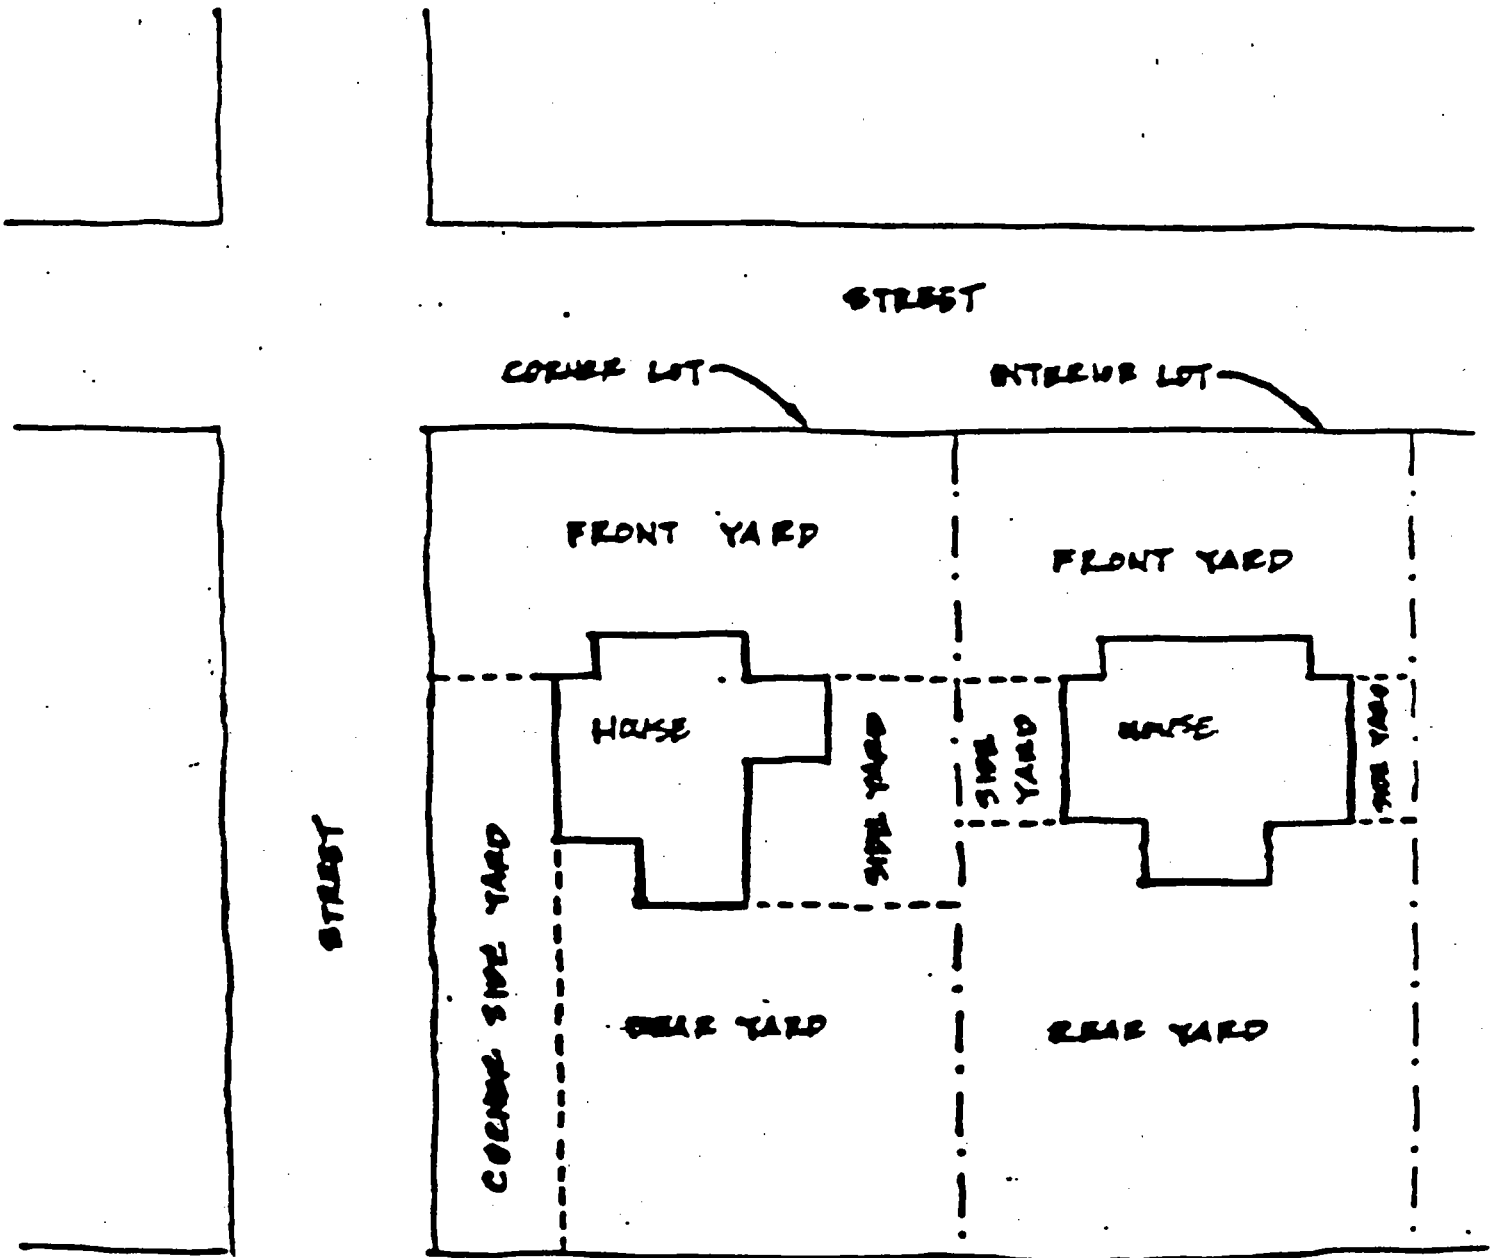 STREET
CORNER LOT
INTERIOR LOT
FRONT YARD
FRONT YARD
HOUSE
HOUSE
SIDE YARD
SIDE
YARD
SIDE YARD
STREET
CORNER SIDE YARD
REAR YARD
REAR YARD